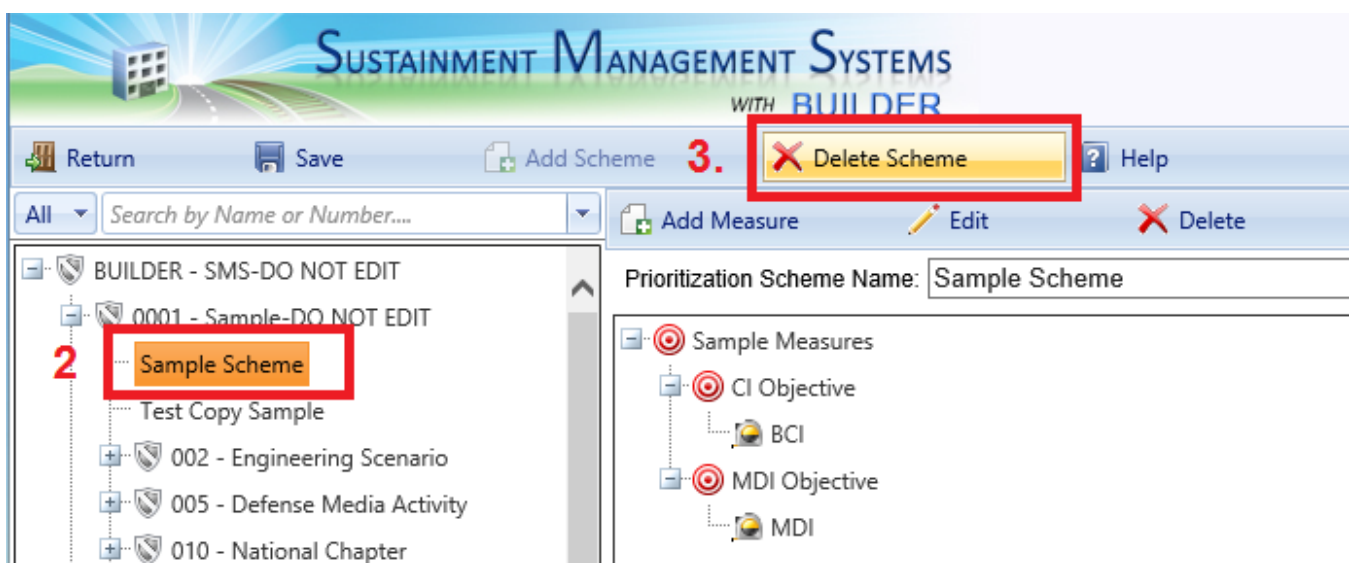 SUSTAINMENT MANAGEMENT SYSTEMS
WITH BUILDER
Return Save Add Scheme 3. Delete Scheme ? Help
All Search by Name or Number.... Add Measure Edit Delete
BUILDER - SMS-DO NOT EDIT
Prioritization Scheme Name: Sample Scheme
0001 - Sample-DO NOT EDIT
Sample Measures
2 Sample Scheme
CI Objective
Test Copy Sample
BCI
002 - Engineering Scenario
MDI Objective
005 - Defense Media Activity
MDI
010 - National Chapter